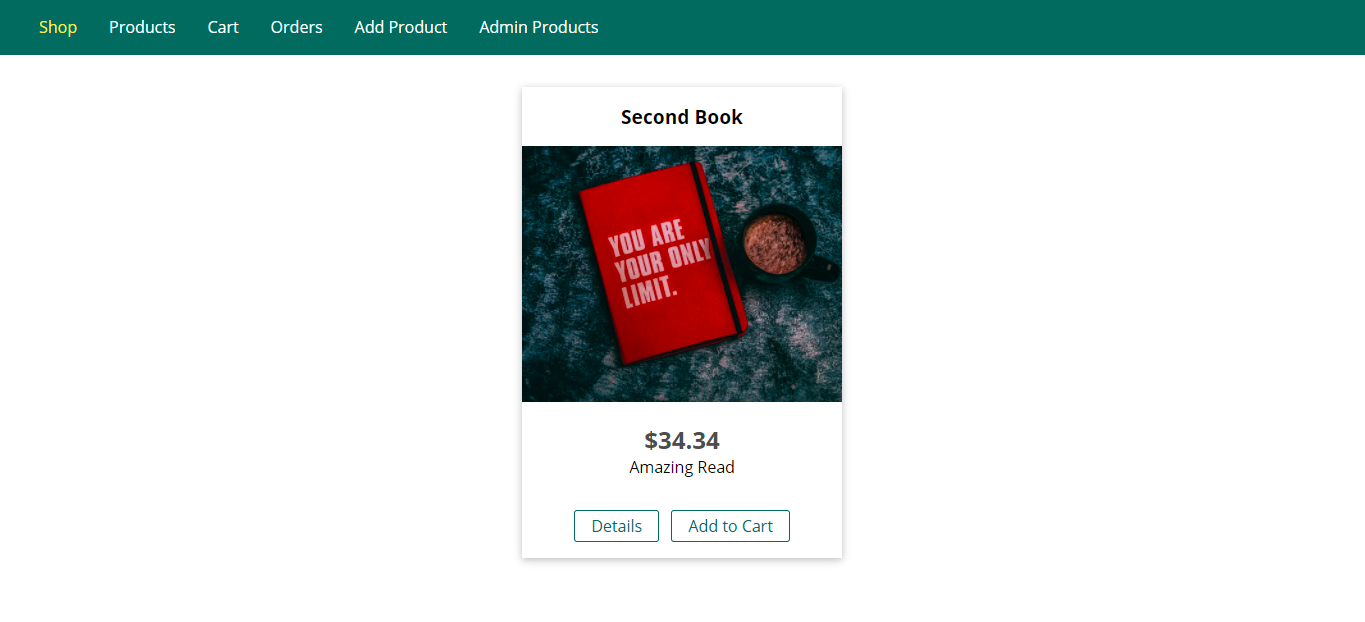 Shop Products Cart Orders Add Product Admin Products
Second Book
YOU ARE
YOUR ONLY
LIMIT.
$34.34
Amazing Read
Details Add to Cart